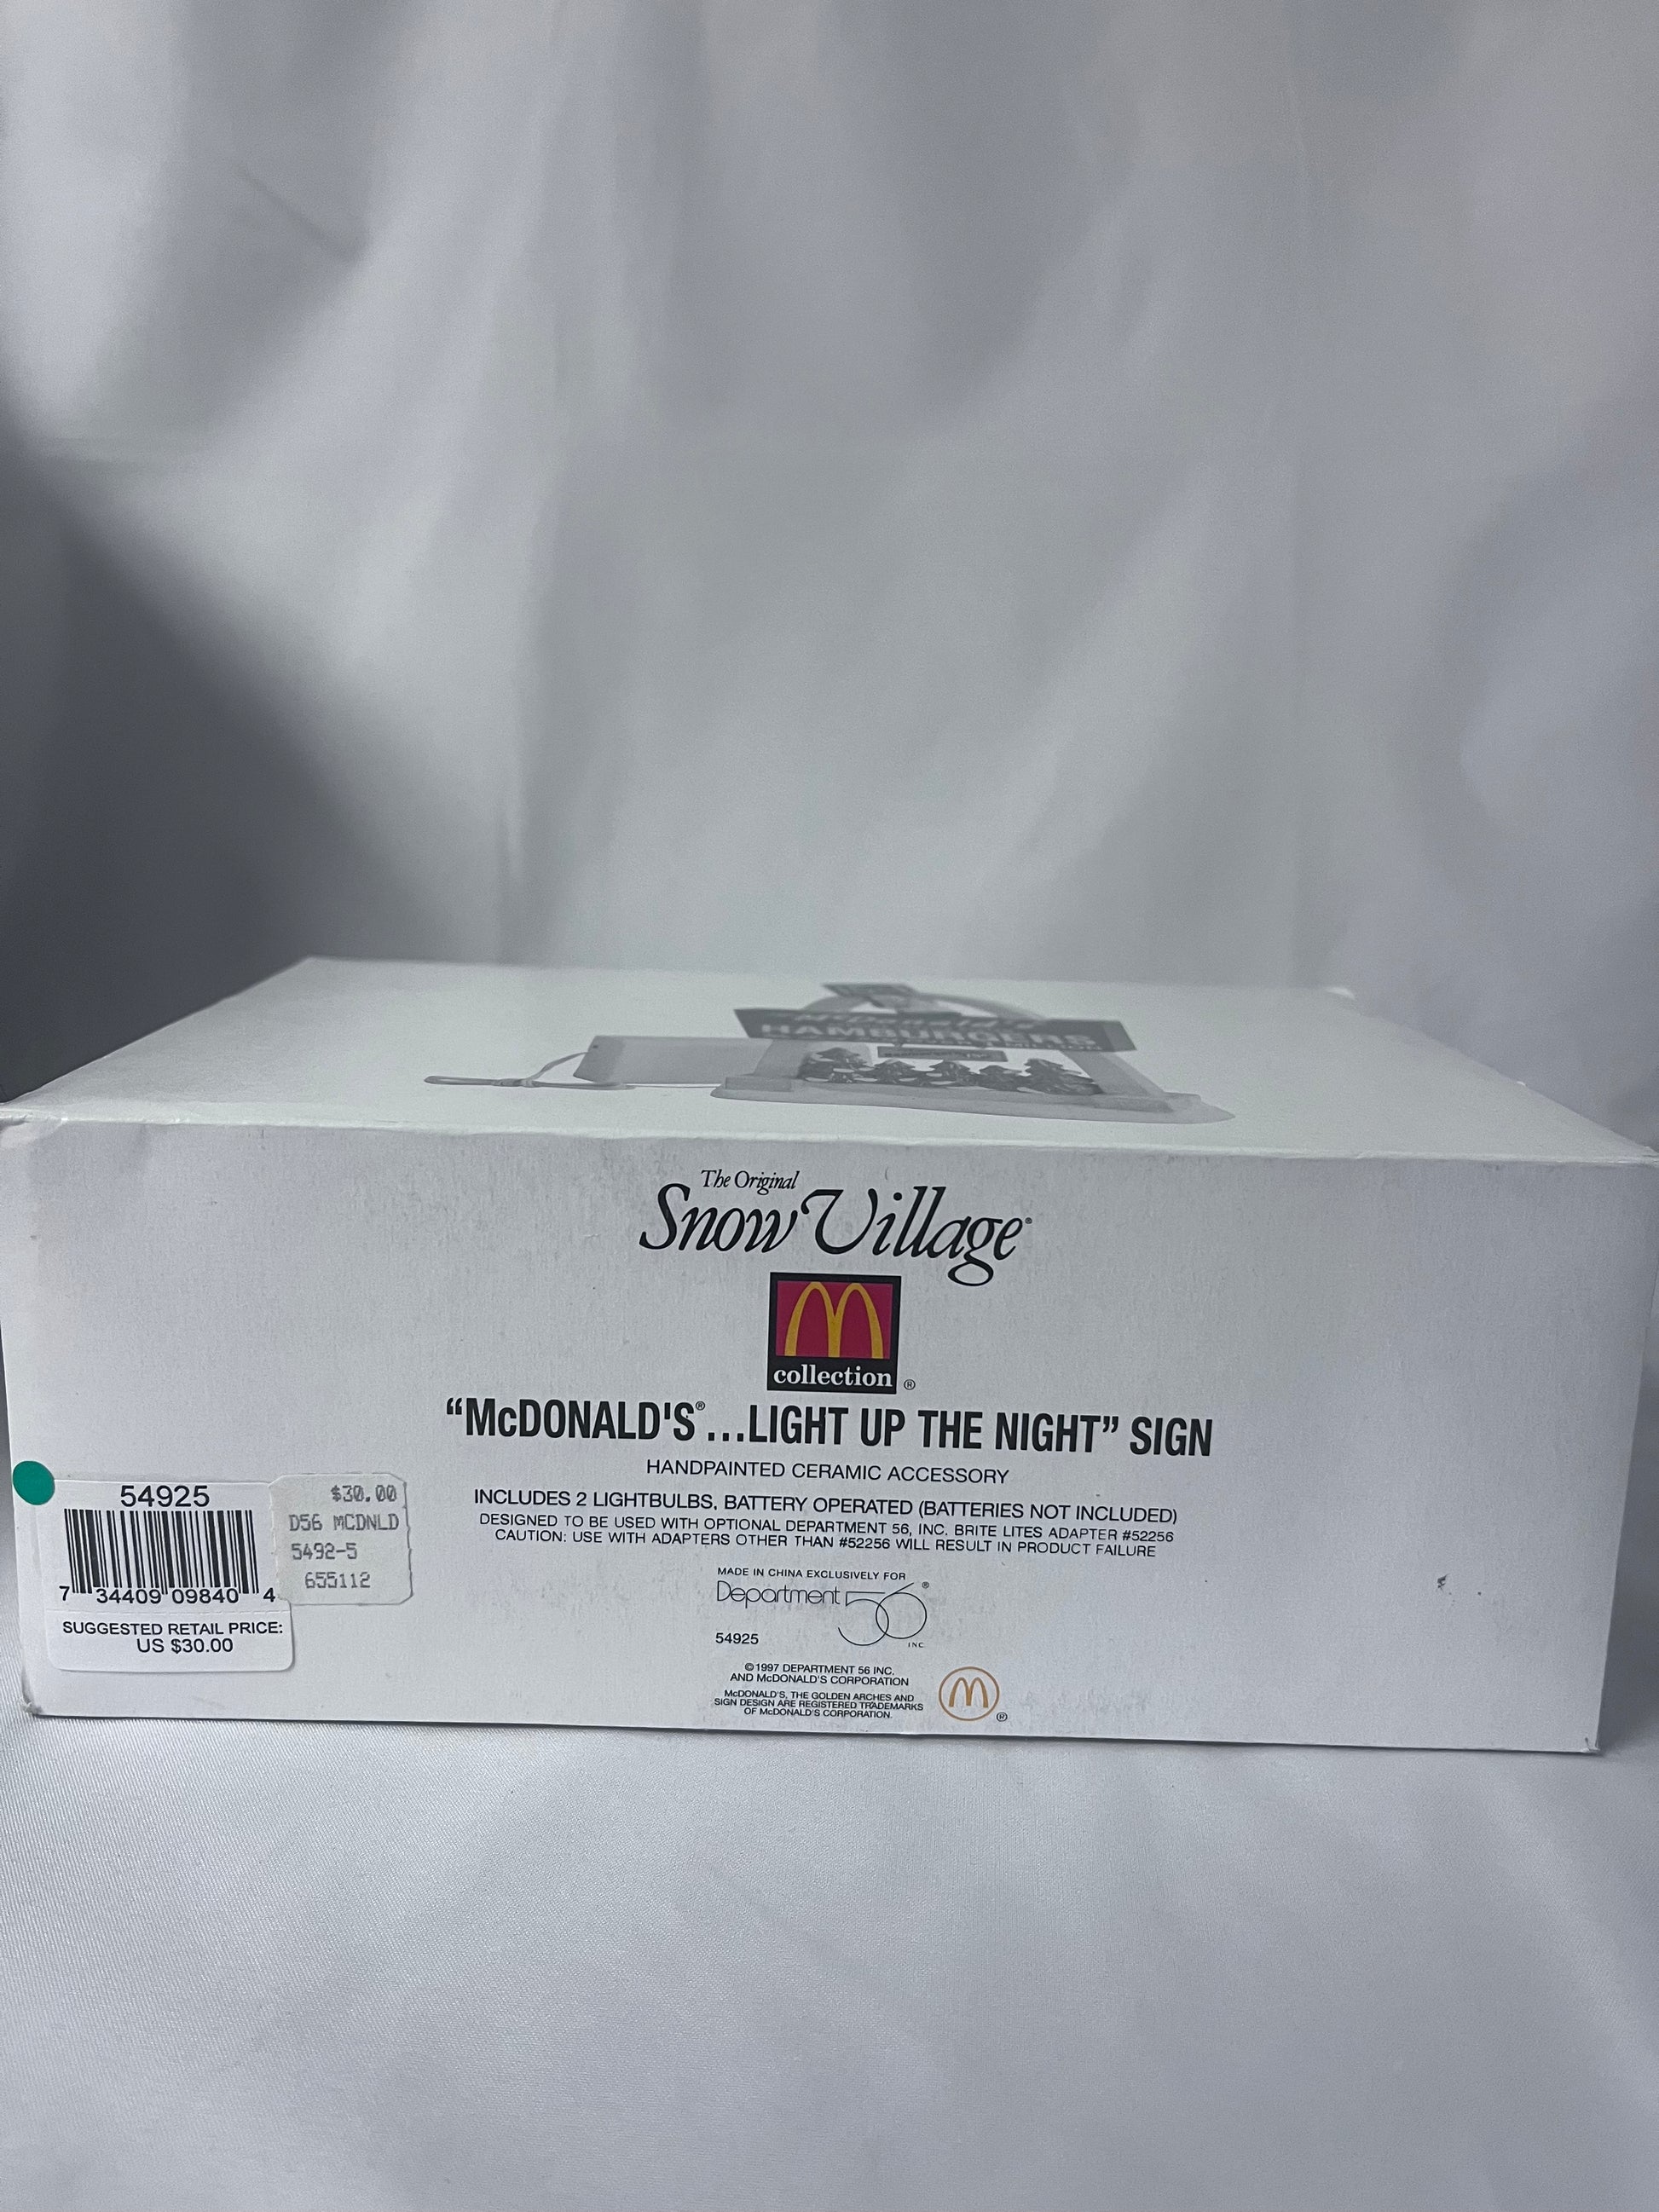 McDonald's
HAMBURGERS
The Original
Snow Village®
collection ®
“McDONALD'S®...LIGHT UP THE NIGHT” SIGN
HANDPAINTED CERAMIC ACCESSORY
INCLUDES 2 LIGHTBULBS, BATTERY OPERATED (BATTERIES NOT INCLUDED)
DESIGNED TO BE USED WITH OPTIONAL DEPARTMENT 56, INC. BRITE LITES ADAPTER #52256
CAUTION: USE WITH ADAPTERS OTHER THAN #52256 WILL RESULT IN PRODUCT FAILURE
MADE IN CHINA EXCLUSIVELY FOR
Department 56®
INC.
54925
©1997 DEPARTMENT 56 INC.
AND McDONALD'S CORPORATION
McDONALD'S, THE GOLDEN ARCHES AND
SIGN DESIGN ARE REGISTERED TRADEMARKS
OF McDONALD'S CORPORATION.
®
54925
7 34409 09840 4
SUGGESTED RETAIL PRICE:
US $30.00
$30.00
D56 MCDNLD
5492-5
655112